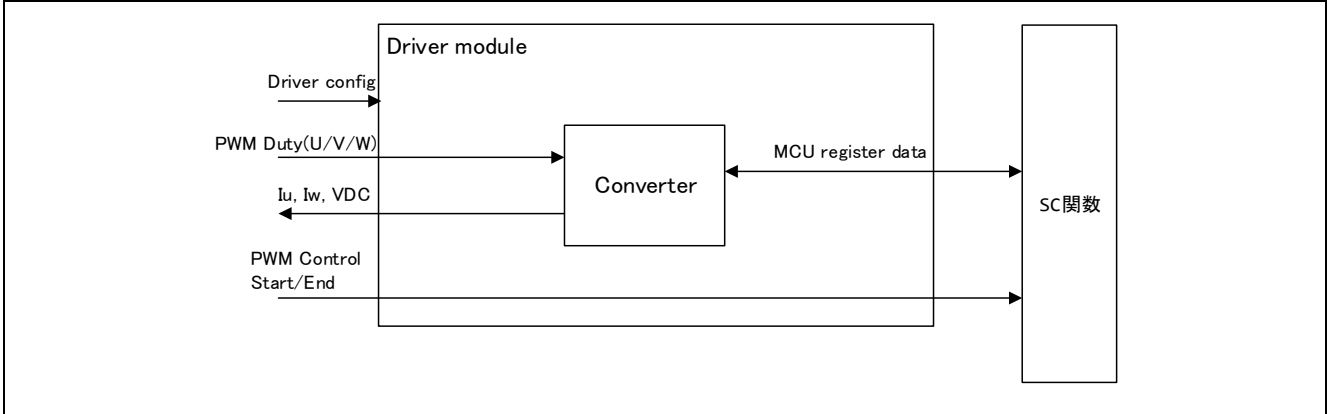 Driver module
Driver config
PWM Duty(U/V/W)
MCU register data
Converter
Iu, Iw, VDC
SC関数
PWM Control
Start/End